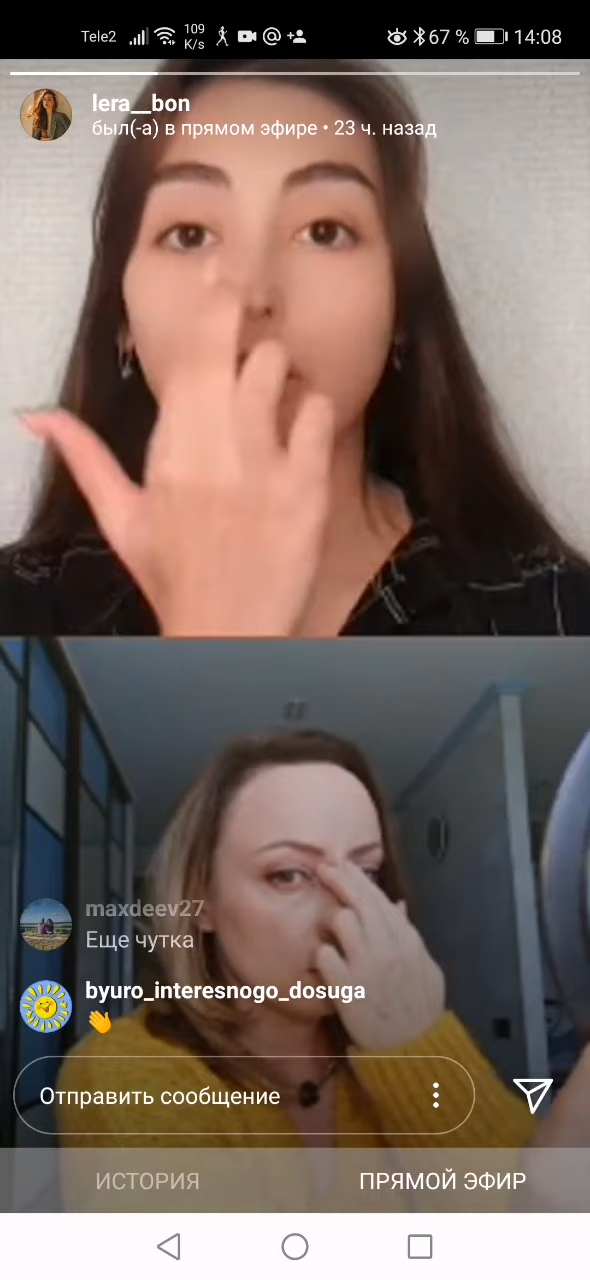 Tele2 109 K/s 67 % 14:08
lera__bon
был(-а) в прямом эфире • 23 ч. назад
maxdeev27
Еще чутка
byuro_interesnogo_dosuga
Отправить сообщение
ИСТОРИЯ ПРЯМОЙ ЭФИР